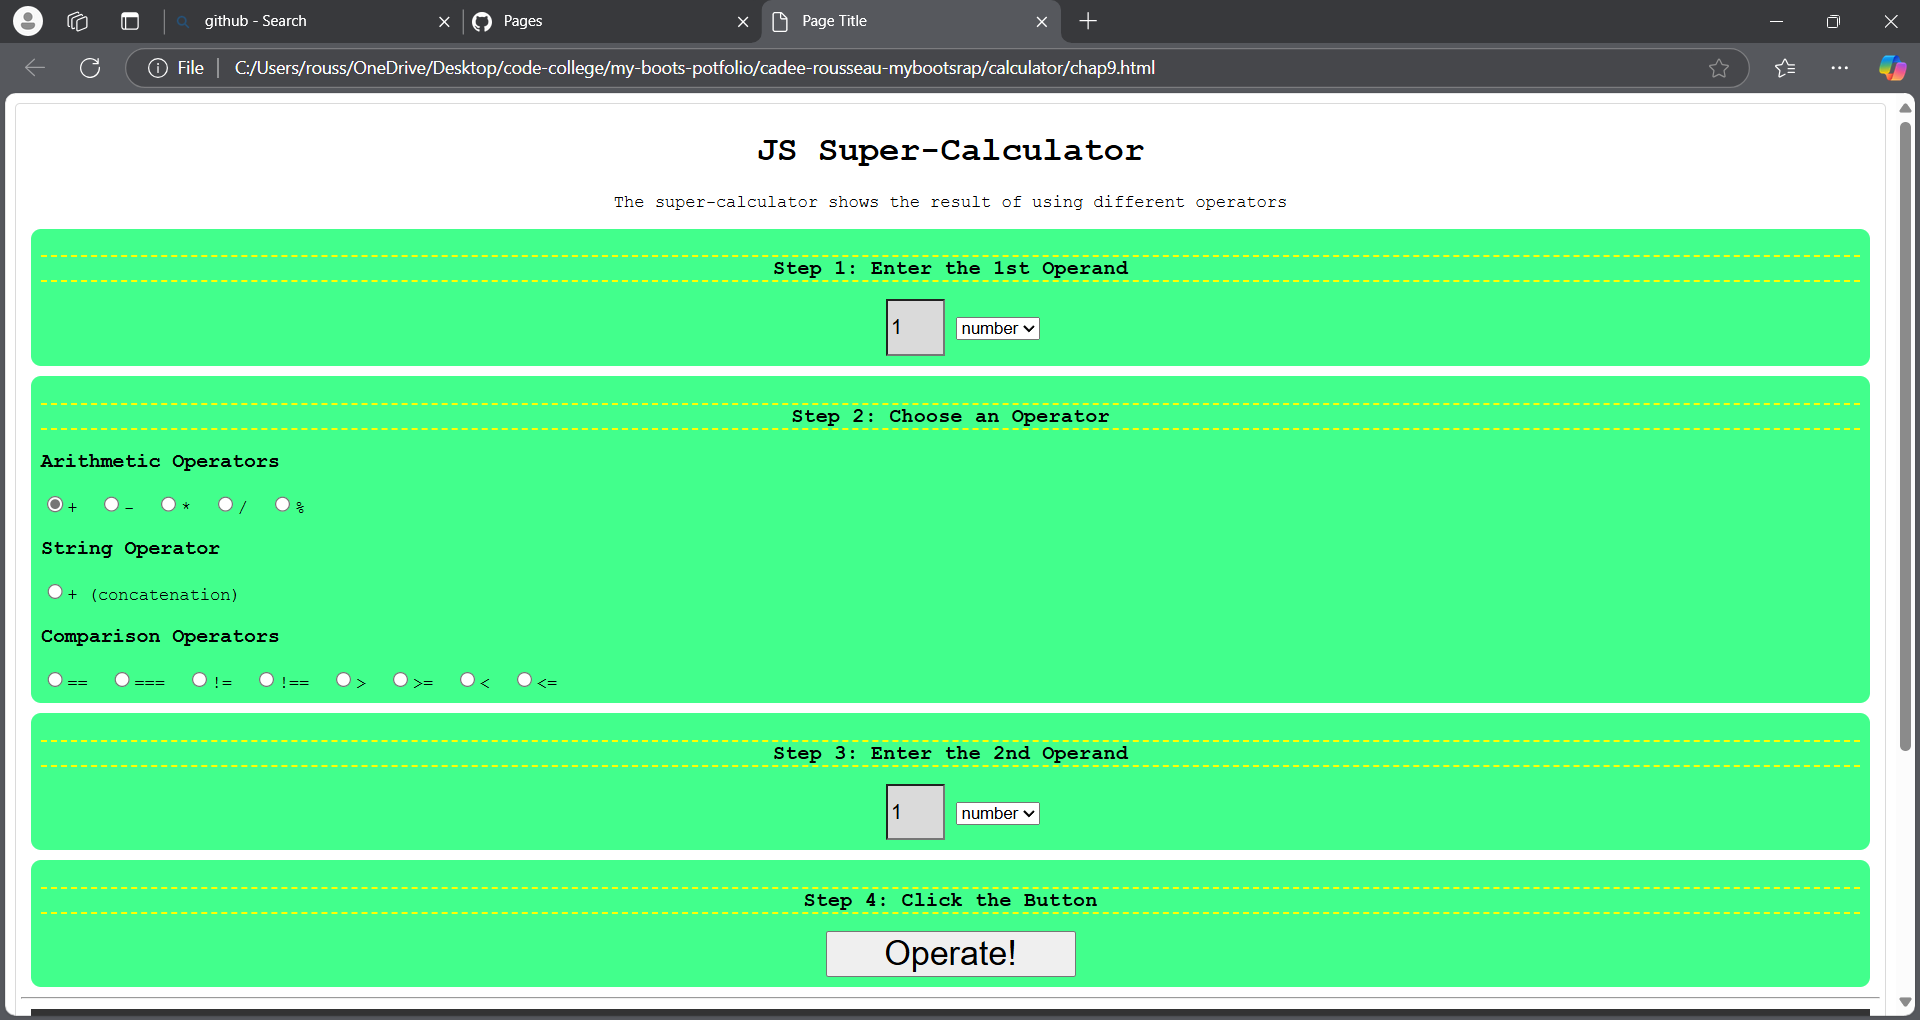 github - Search
Pages
Page Title
File
C:/Users/rouss/OneDrive/Desktop/code-college/my-boots-potfolio/cadee-rousseau-mybootsrap/calculator/chap9.html
JS Super-Calculator
The super-calculator shows the result of using different operators
Step 1: Enter the 1st Operand
1 number
Step 2: Choose an Operator
Arithmetic Operators
+ - * / %
String Operator
+ (concatenation)
Comparison Operators
== === != !== > >= < <=
Step 3: Enter the 2nd Operand
1 number
Step 4: Click the Button
Operate!